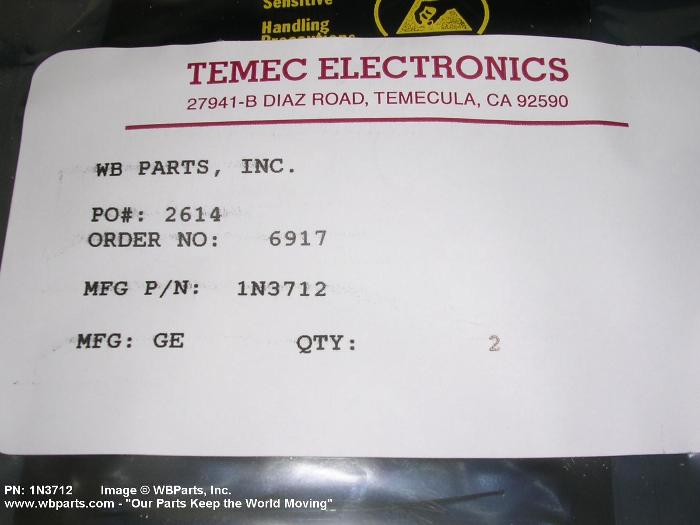 Sensitive
Handling
Precautions
TEMEC ELECTRONICS
27941-B DIAZ ROAD, TEMECULA, CA 92590
WB PARTS, INC.
PO#: 2614
ORDER NO: 6917
MFG P/N: 1N3712
MFG: GE QTY: 2
PN: 1N3712 Image © WBParts, Inc.
www.wbparts.com - "Our Parts Keep the World Moving"